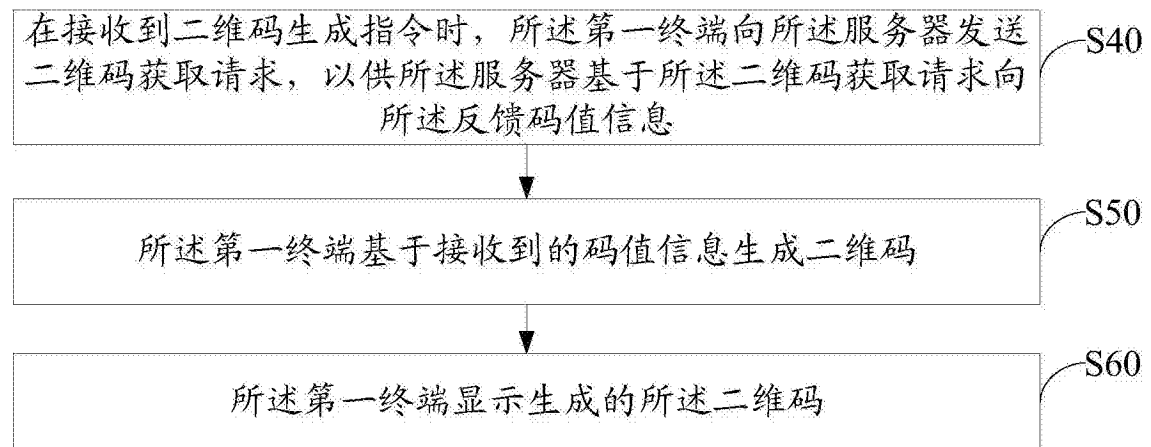 在接收到二维码生成指令时，所述第一终端向所述服务器发送
二维码获取请求，以供所述服务器基于所述二维码获取请求向
所述反馈码值信息
S40
所述第一终端基于接收到的码值信息生成二维码
S50
所述第一终端显示生成的所述二维码
S60